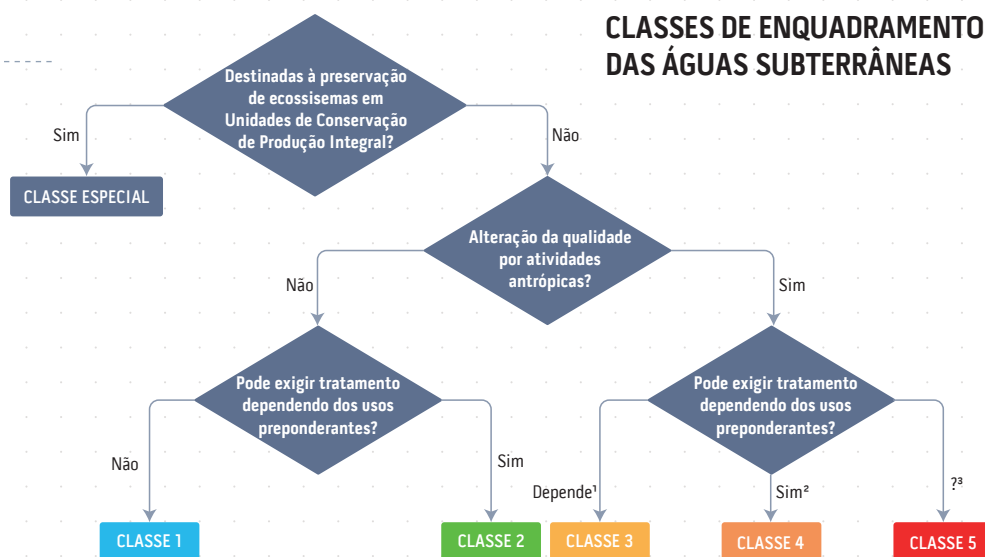 CLASSES DE ENQUADRAMENTO
DAS ÁGUAS SUBTERRÂNEAS
Destinadas à preservação
de ecossisemas em
Unidades de Conservação
de Produção Integral?
Sim
Não
CLASSE ESPECIAL
Alteração da qualidade
por atividades
antrópicas?
Não
Sim
Pode exigir tratamento
dependendo dos usos
preponderantes?
Pode exigir tratamento
dependendo dos usos
preponderantes?
Não
Sim
Depende¹
Sim²
?³
CLASSE 1
CLASSE 2
CLASSE 3
CLASSE 4
CLASSE 5